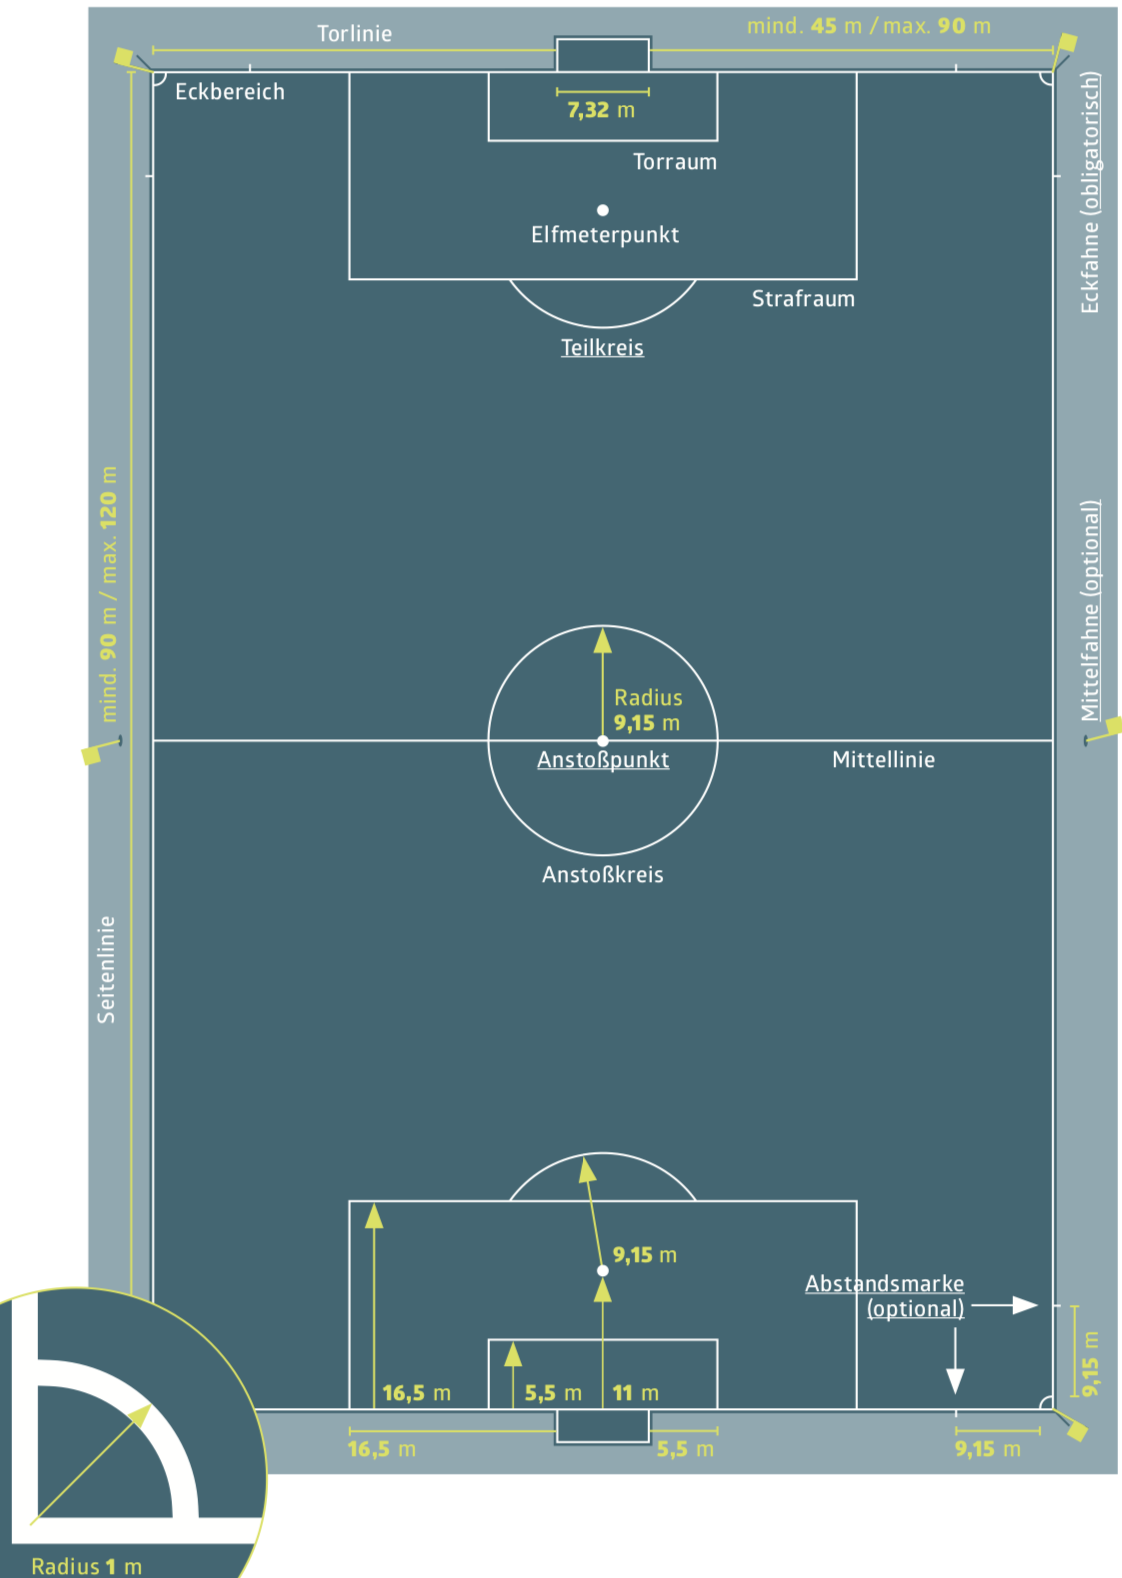 Torlinie
mind. 45 m / max. 90 m
Eckbereich
7,32 m
Torraum
Elfmeterpunkt
Strafraum
Teilkreis
Eckfahne (obligatorisch)
mind. 90 m / max. 120 m
Mittelfahne (optional)
Radius
9,15 m
Anstoßpunkt
Mittellinie
Anstoßkreis
Seitenlinie
9,15 m
Abstandsmarke
(optional)
9,15 m
16,5 m
5,5 m
11 m
16,5 m
5,5 m
9,15 m
Radius 1 m